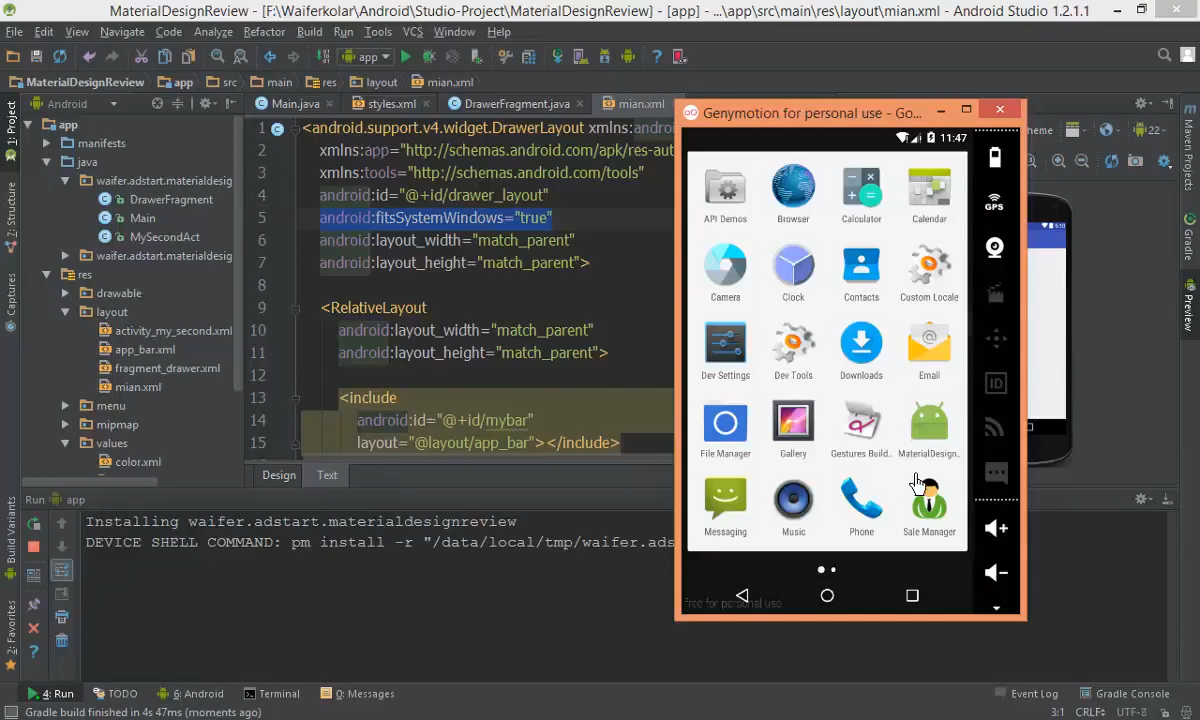 MaterialDesignReview - [F:\Waiferkolar\Android\Studio-Project\MaterialDesignReview] - [app] - ...\app\src\main\res\layout\mian.xml - Android Studio 1.2.1.1
File Edit View Navigate Code Analyze Refactor Build Run Tools VCS Window Help
app
MaterialDesignReview app src main res layout mian.xml
Android
Main.java styles.xml DrawerFragment.java mian.xml
1: Project
7: Structure
Captures
Build Variants
2: Favorites
app
manifests
java
waifer.adstart.materialdesig
DrawerFragment
Main
MySecondAct
waifer.adstart.materialdesig
res
drawable
layout
activity_my_second.xml
app_bar.xml
fragment_drawer.xml
mian.xml
menu
mipmap
values
color.xml
1 <android.support.v4.widget.DrawerLayout xmlns:andro
2 xmlns:app="http://schemas.android.com/apk/res-aut
3 xmlns:tools="http://schemas.android.com/tools"
4 android:id="@+id/drawer_layout"
5 android:fitsSystemWindows="true"
6 android:layout_width="match_parent"
7 android:layout_height="match_parent">
8
9 <RelativeLayout
10 android:layout_width="match_parent"
11 android:layout_height="match_parent">
12
13 <include
14 android:id="@+id/mybar"
15 layout="@layout/app_bar"></include>
Design Text
Genymotion for personal use - Go...
11:47
API Demos Browser Calculator Calendar
Camera Clock Contacts Custom Locale
Dev Settings Dev Tools Downloads Email
File Manager Gallery Gestures Build.. MaterialDesign..
Messaging Music Phone Sale Manager
free for personal use
GPS
ID
heme
22
5:10
Maven
Gradle
Preview
Run app
Installing waifer.adstart.materialdesignreview
DEVICE SHELL COMMAND: pm install -r "/data/local/tmp/waifer.ads
4: Run TODO 6: Android Terminal 0: Messages Event Log Gradle Console
Gradle build finished in 4s 47ms (moments ago) 3:1 CRLF UTF-8